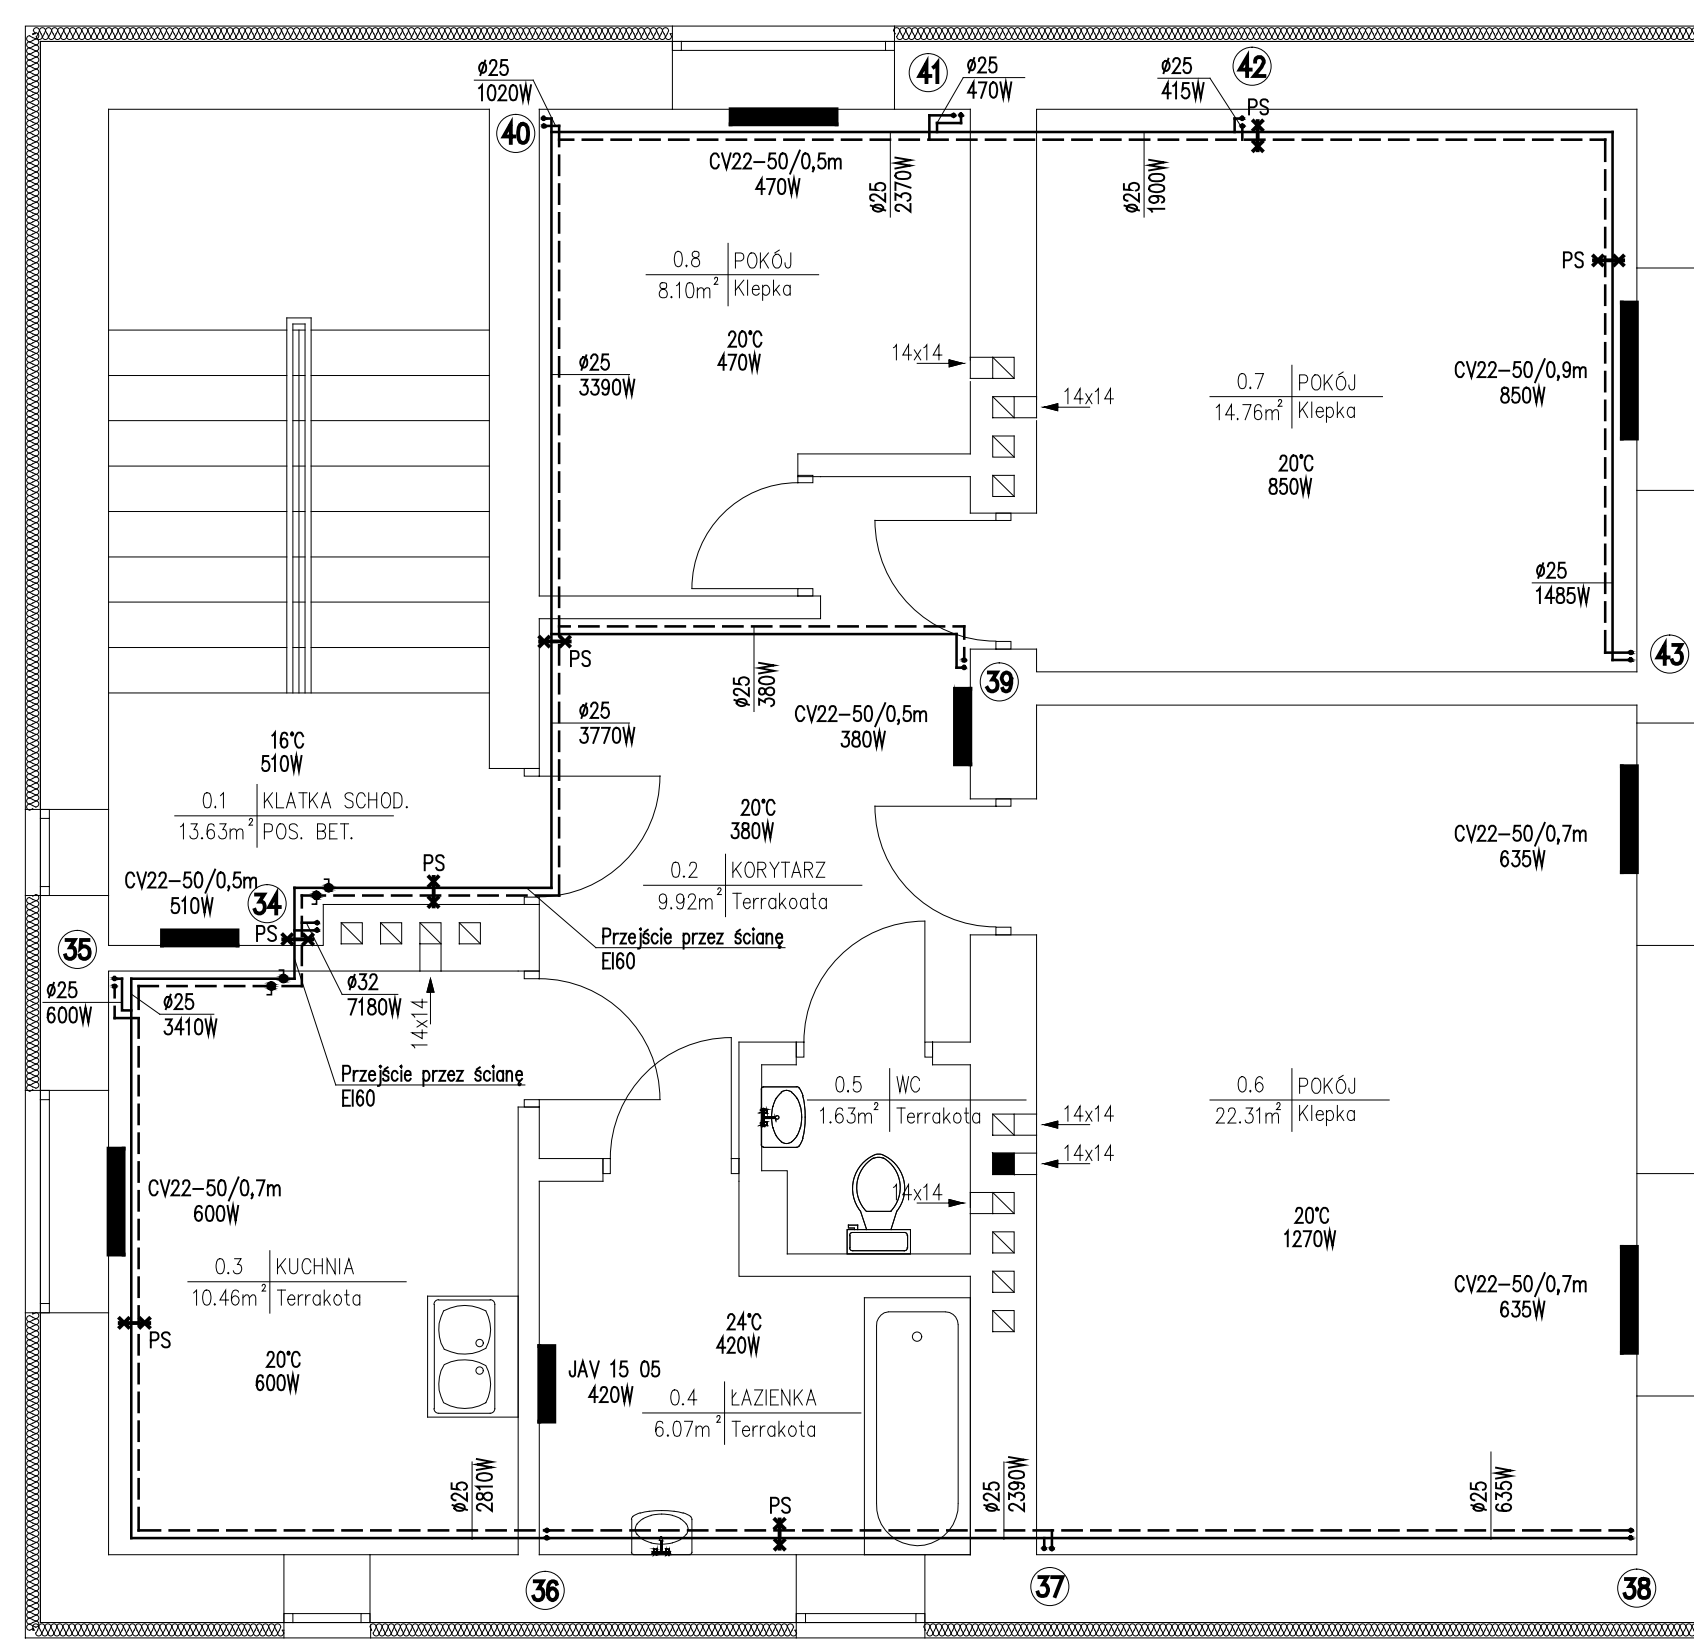 ø25
1020W
40
41
ø25
470W
ø25
415W
42
PS
CV22-50/0,5m
470W
ø25
2370W
ø25
1900W
0.8 POKÓJ
8.10m² Klepka
20°C
470W
PS
14x14
14x14
ø25
3390W
0.7 POKÓJ
14.76m² Klepka
CV22-50/0,9m
850W
20°C
850W
ø25
1485W
43
PS
ø25
380W
39
ø25
3770W
CV22-50/0,5m
380W
16°C
510W
0.1 KLATKA SCHOD.
13.63m² POS. BET.
20°C
380W
0.2 KORYTARZ
9.92m² Terrakoata
CV22-50/0,7m
635W
PS
CV22-50/0,5m
510W
34
PS
35
Przejście przez ścianę
EI60
ø25
600W
ø25
3410W
ø32
7180W
14x14
Przejście przez ścianę
EI60
0.5 WC
1.63m² Terrakota
0.6 POKÓJ
22.31m² Klepka
14x14
14x14
14x14
CV22-50/0,7m
600W
20°C
1270W
0.3 KUCHNIA
10.46m² Terrakota
CV22-50/0,7m
635W
PS
20°C
600W
24°C
420W
JAV 15 05
420W
0.4 ŁAZIENKA
6.07m² Terrakota
ø25
2810W
PS
ø25
2390W
ø25
635W
36
37
38